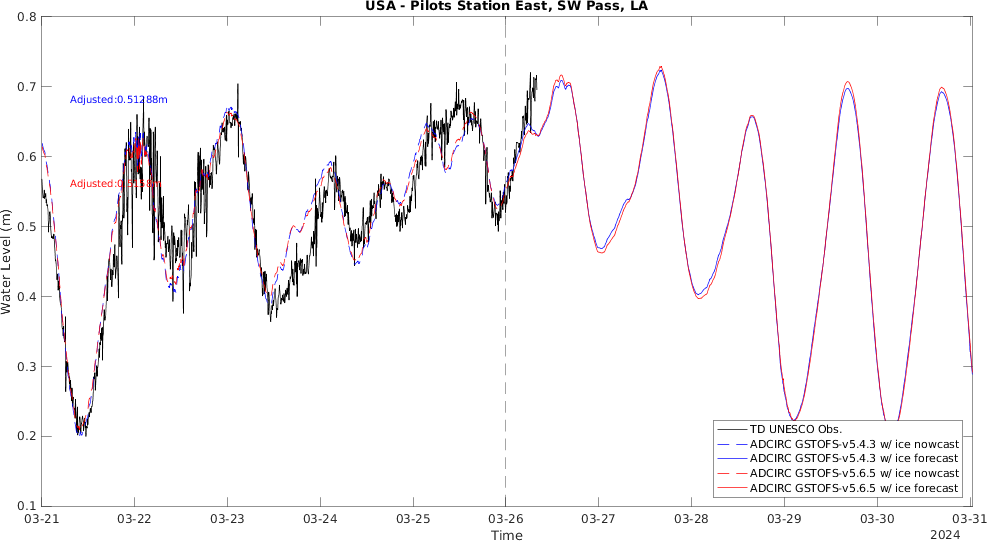 USA - Pilots Station East, SW Pass, LA
0.8
0.7
0.6
0.5
0.4
0.3
0.2
0.1
Water Level (m)
Adjusted:0.51288m
TD UNESCO Obs.
ADCIRC GSTOFS-v5.4.3 w/ ice nowcast
ADCIRC GSTOFS-v5.4.3 w/ ice forecast
ADCIRC GSTOFS-v5.6.5 w/ ice nowcast
ADCIRC GSTOFS-v5.6.5 w/ ice forecast
03-21 03-22 03-23 03-24 03-25 03-26 03-27 03-28 03-29 03-30 03-31
Time
2024